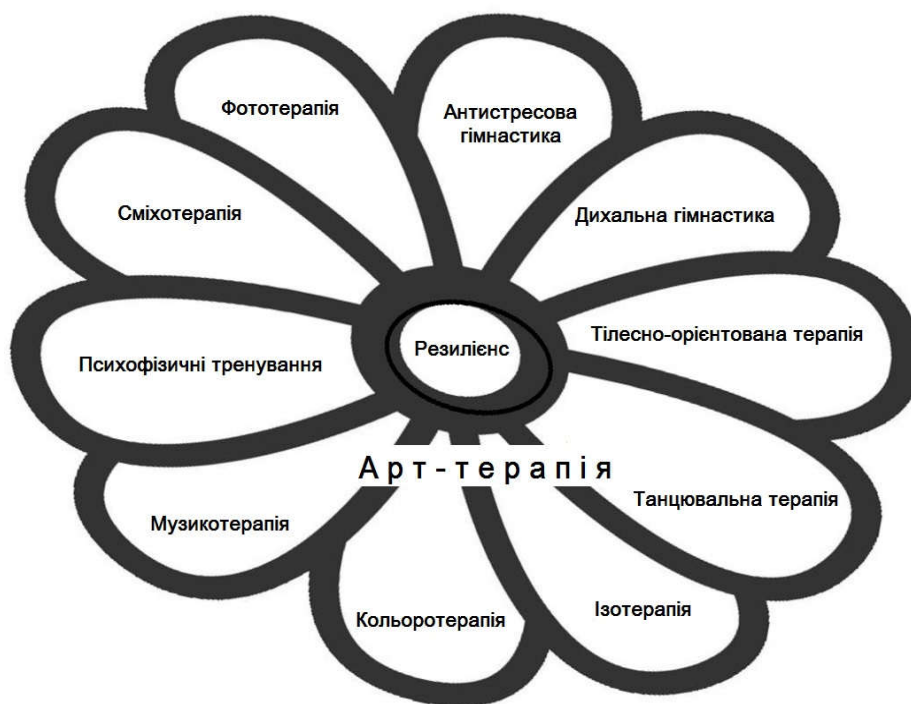 Фототерапія
Антистресова
гімнастика
Сміхотерапія
Дихальна гімнастика
Тілесно-орієнтована терапія
Резилієнс
Психофізичні тренування
Арт-терапія
Танцювальна терапія
Музикотерапія
Ізотерапія
Кольоротерапія